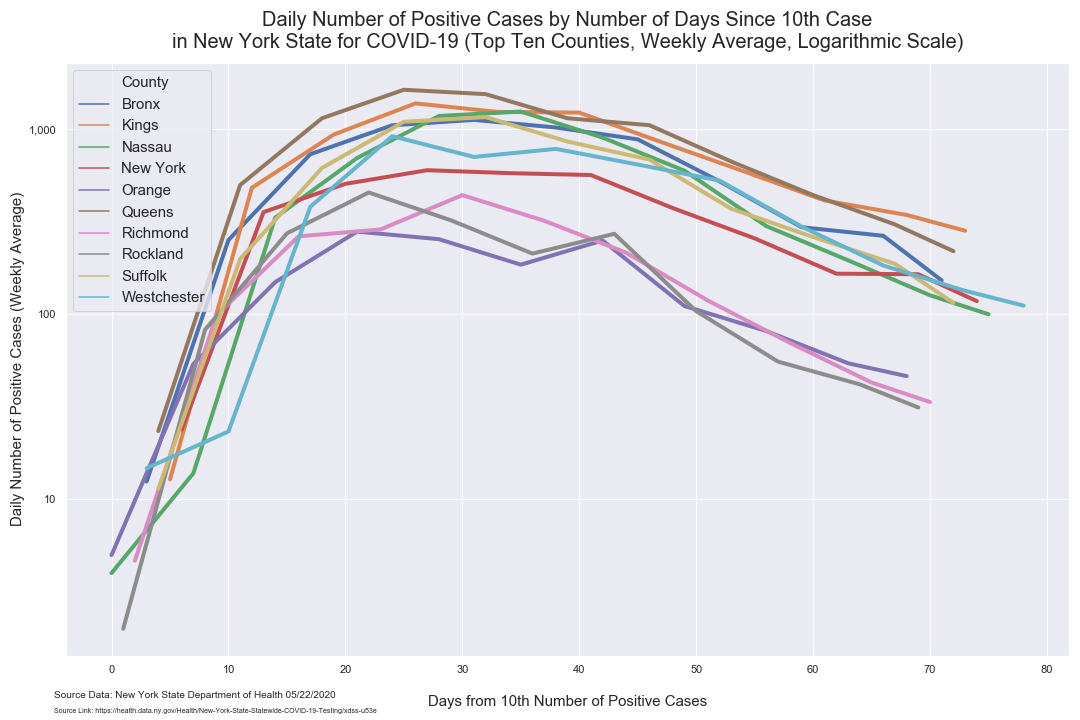 Daily Number of Positive Cases by Number of Days Since 10th Case
in New York State for COVID-19 (Top Ten Counties, Weekly Average, Logarithmic Scale)
Daily Number of Positive Cases (Weekly Average)
County
Bronx
Kings
Nassau
New York
Orange
Queens
Richmond
Rockland
Suffolk
Westchester
1,000
100
10
0 10 20 30 40 50 60 70 80
Days from 10th Number of Positive Cases
Source Data: New York State Department of Health 05/22/2020
Source Link: https://health.data.ny.gov/Health/New-York-State-Statewide-COVID-19-Testing/xdss-u53e